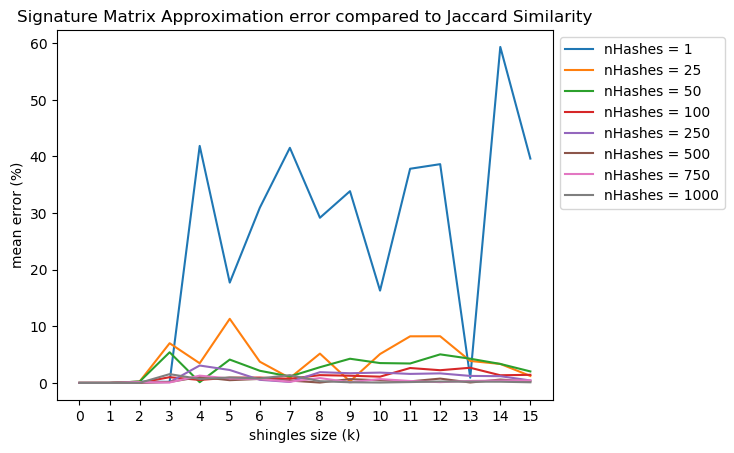 Signature Matrix Approximation error compared to Jaccard Similarity
mean error (%)
60
50
40
30
20
10
0
0 1 2 3 4 5 6 7 8 9 10 11 12 13 14 15
shingles size (k)
nHashes = 1
nHashes = 25
nHashes = 50
nHashes = 100
nHashes = 250
nHashes = 500
nHashes = 750
nHashes = 1000